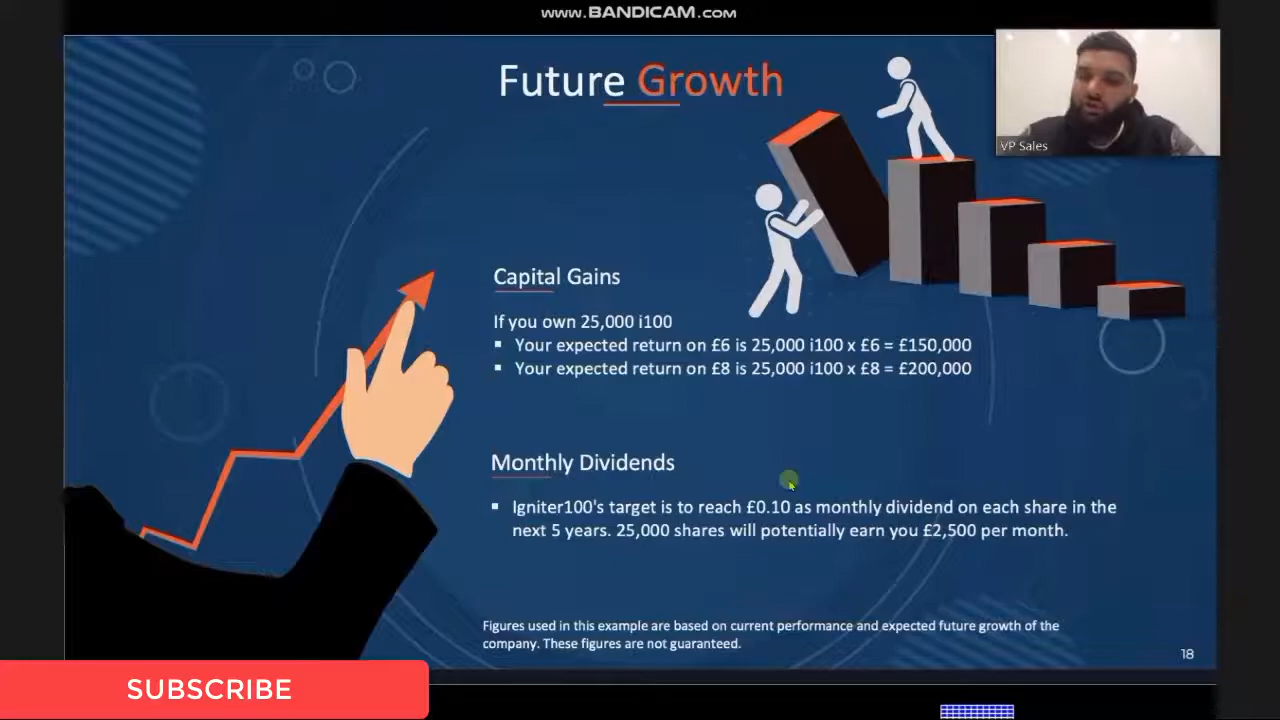 www.BANDICAM.com
Future Growth
VP Sales
Capital Gains
If you own 25,000 i100
▪ Your expected return on £6 is 25,000 i100 x £6 = £150,000
▪ Your expected return on £8 is 25,000 i100 x £8 = £200,000
Monthly Dividends
▪ Igniter100's target is to reach £0.10 as monthly dividend on each share in the
next 5 years. 25,000 shares will potentially earn you £2,500 per month.
Figures used in this example are based on current performance and expected future growth of the
company. These figures are not guaranteed.
18
SUBSCRIBE